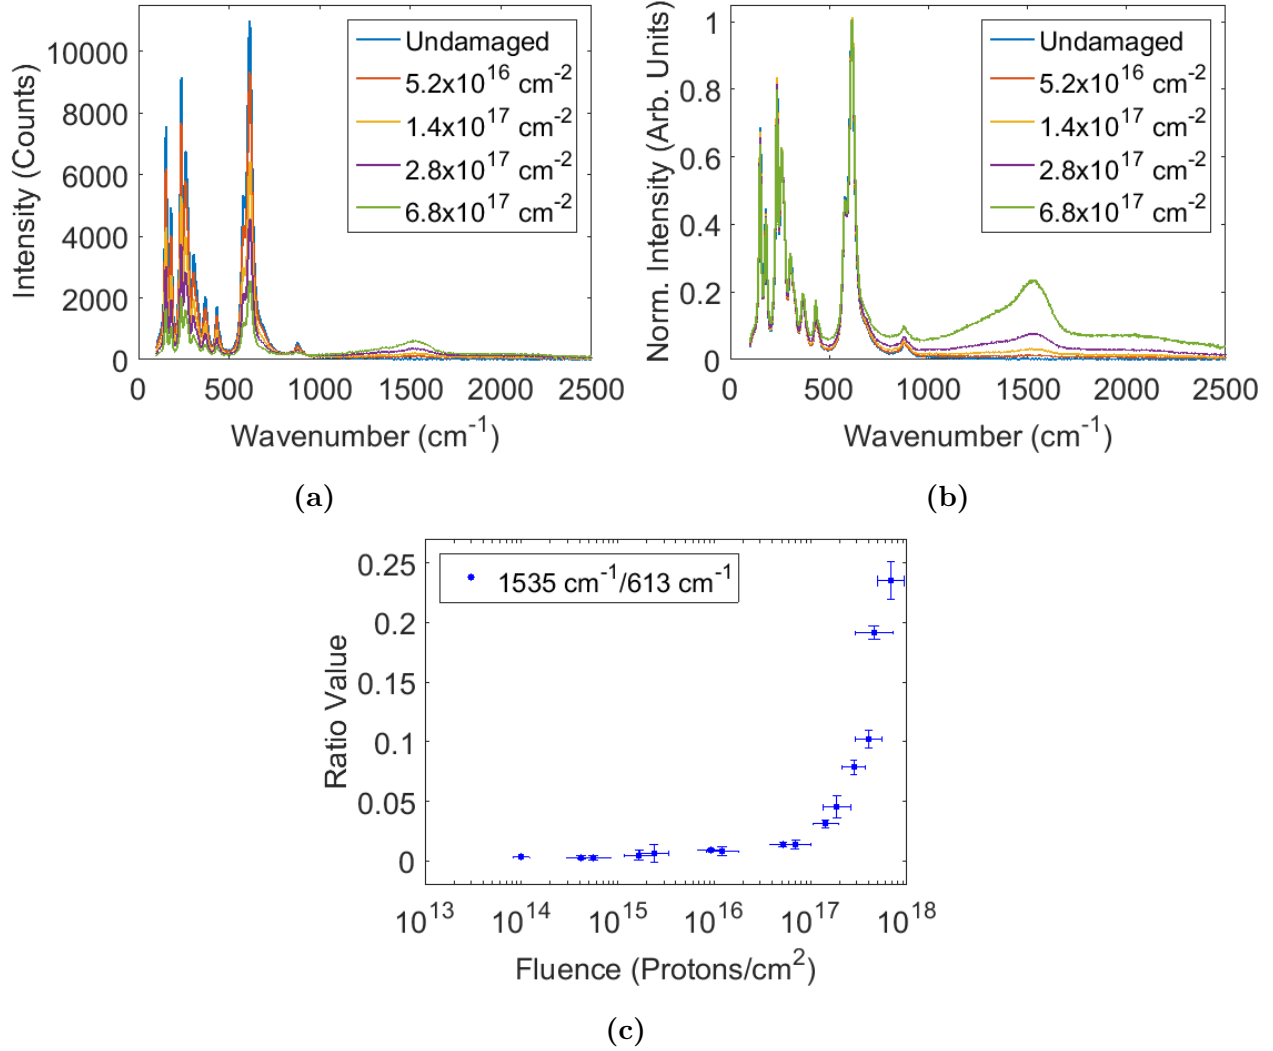 Intensity (Counts)
10000
8000
6000
4000
2000
0
0 500 1000 1500 2000 2500
Wavenumber (cm-1)
Undamaged
5.2x10^16 cm-2
1.4x10^17 cm-2
2.8x10^17 cm-2
6.8x10^17 cm-2
(a)
Norm. Intensity (Arb. Units)
1
0.8
0.6
0.4
0.2
0
0 500 1000 1500 2000 2500
Wavenumber (cm-1)
Undamaged
5.2x10^16 cm-2
1.4x10^17 cm-2
2.8x10^17 cm-2
6.8x10^17 cm-2
(b)
Ratio Value
0.25
0.2
0.15
0.1
0.05
0
1535 cm-1/613 cm-1
10^13 10^14 10^15 10^16 10^17 10^18
Fluence (Protons/cm^2)
(c)